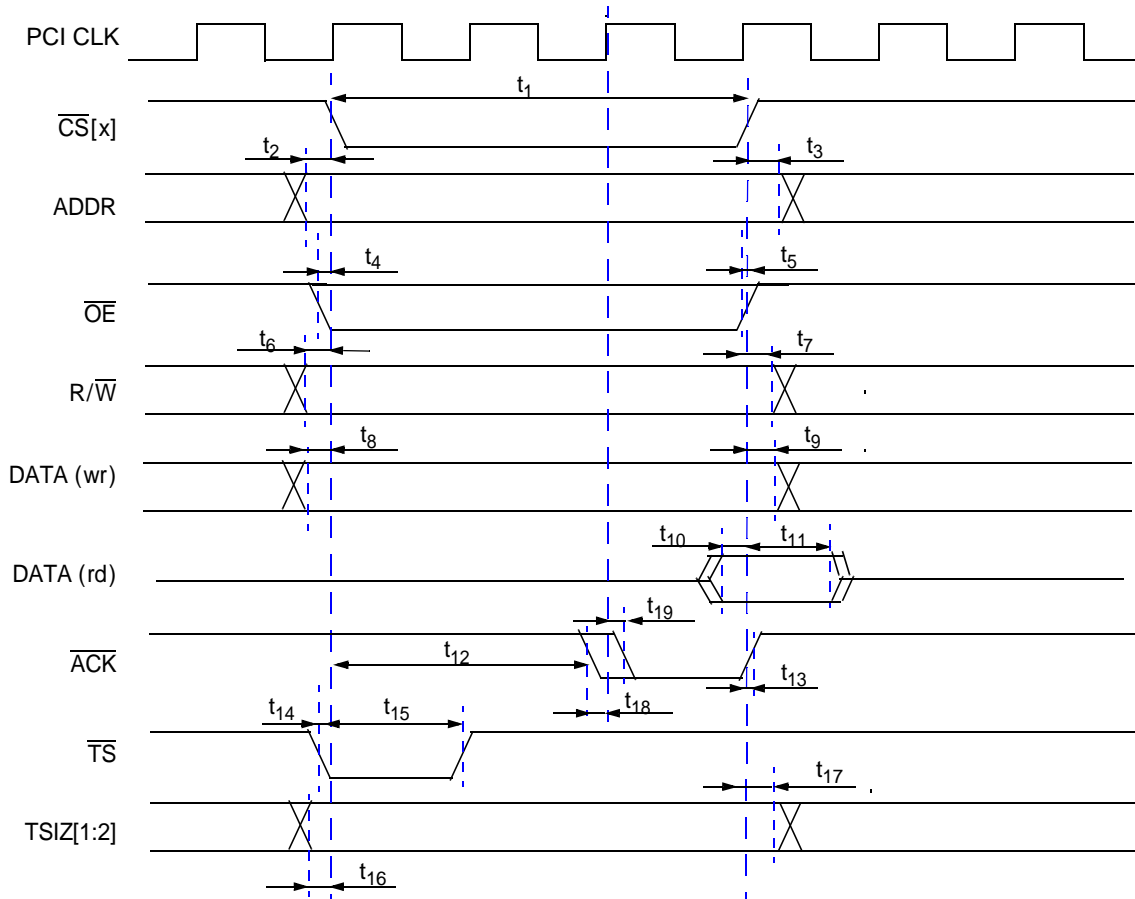 PCI CLK
t1
CS[x]
t2
t3
ADDR
t4
t5
OE
t6
t7
R/W
t8
t9
DATA (wr)
t10
t11
DATA (rd)
t19
ACK
t12
t13
t18
t14
t15
TS
t17
TSIZ[1:2]
t16